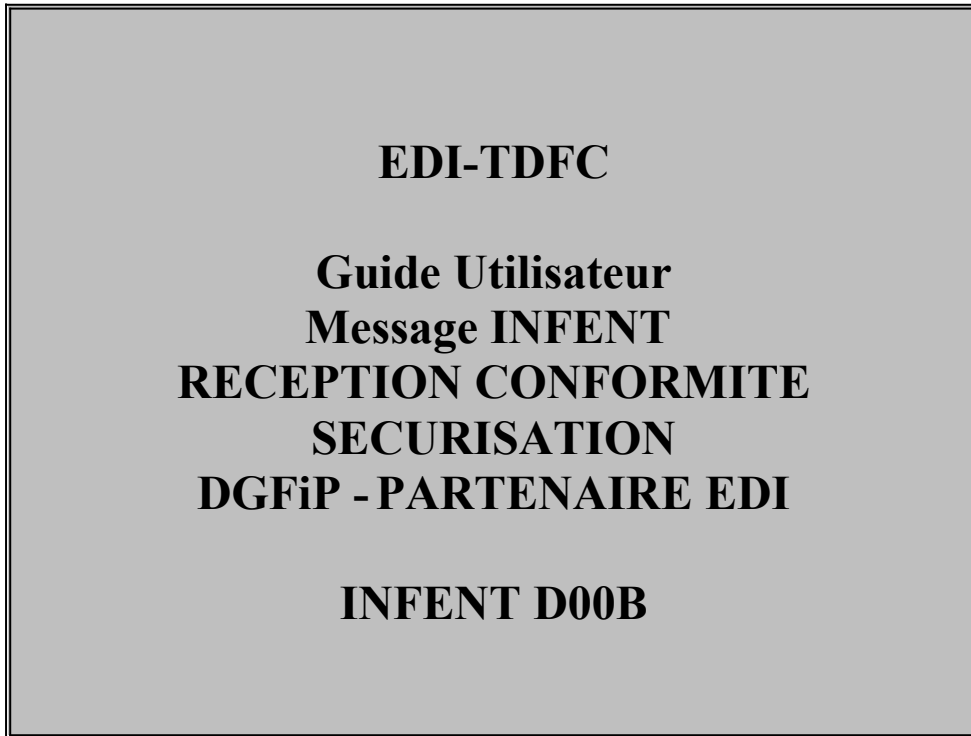 EDI-TDFC
Guide Utilisateur
Message INFENT
RECEPTION CONFORMITE
SECURISATION
DGFiP - PARTENAIRE EDI
INFENT D00B